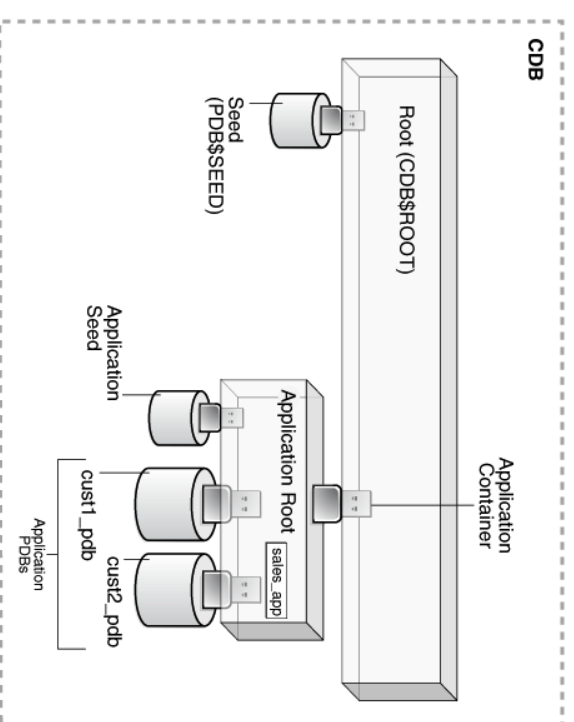 CDB
Root (CDB$ROOT)
Seed
(PDB$SEED)
Application
Container
Application
Seed
Application Root
sales_app
cust1_pdb
cust2_pdb
Application
PDBs